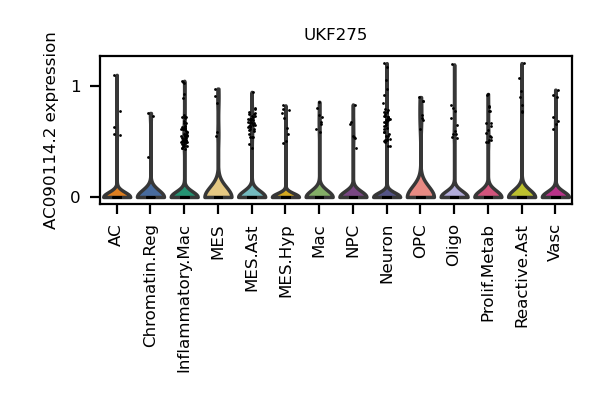 UKF275
AC090114.2 expression
1
0
AC
Chromatin.Reg
Inflammatory.Mac
MES
MES.Ast
MES.Hyp
Mac
NPC
Neuron
OPC
Oligo
Prolif.Metab
Reactive.Ast
Vasc